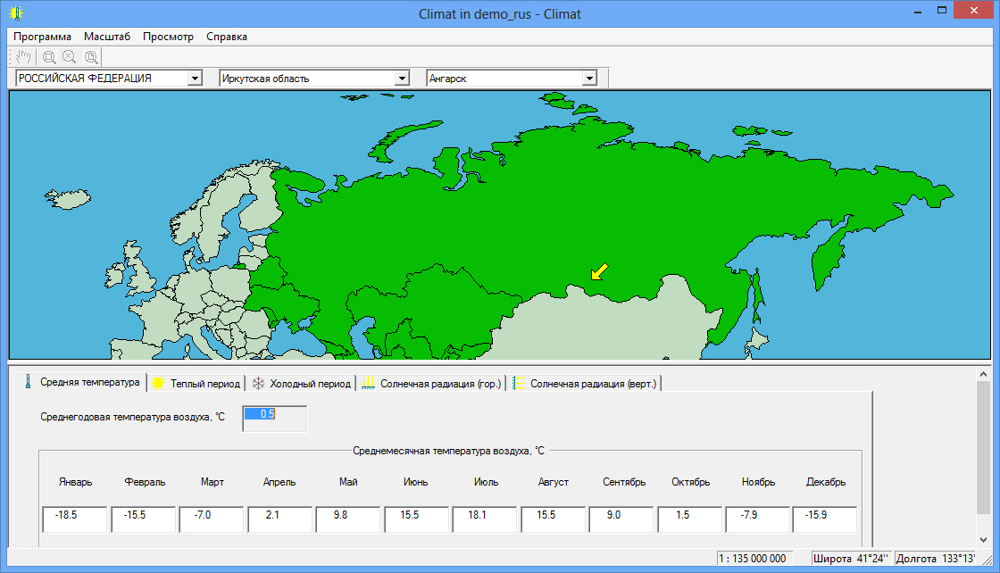 Climat in demo_rus - Climat
Программа Масштаб Просмотр Справка
РОССИЙСКАЯ ФЕДЕРАЦИЯ Иркутская область Ангарск
Средняя температура Теплый период Холодный период Солнечная радиация (гор.) Солнечная радиация (верт.)
Среднегодовая температура воздуха, °C 0.5
Среднемесячная температура воздуха, °C
Январь Февраль Март Апрель Май Июнь Июль Август Сентябрь Октябрь Ноябрь Декабрь
-18.5 -15.5 -7.0 2.1 9.8 15.5 18.1 15.5 9.0 1.5 -7.9 -15.9
1 : 135 000 000 Широта 41°24'' Долгота 133°13'